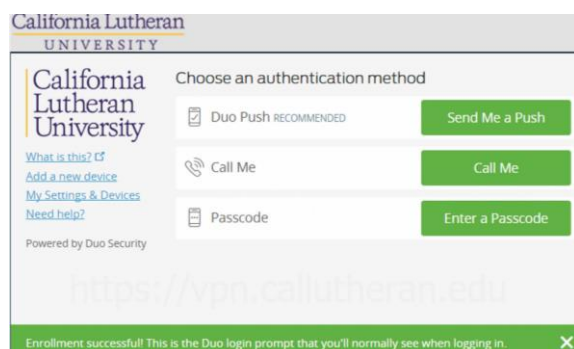 California Lutheran
UNIVERSITY
California
Lutheran
University
What is this?
Add a new device
My Settings & Devices
Need help?
Powered by Duo Security
Choose an authentication method
Duo Push RECOMMENDED
Send Me a Push
Call Me
Call Me
Passcode
Enter a Passcode
https://vpn.callutheran.edu
Enrollment successful! This is the Duo login prompt that you'll normally see when logging in.